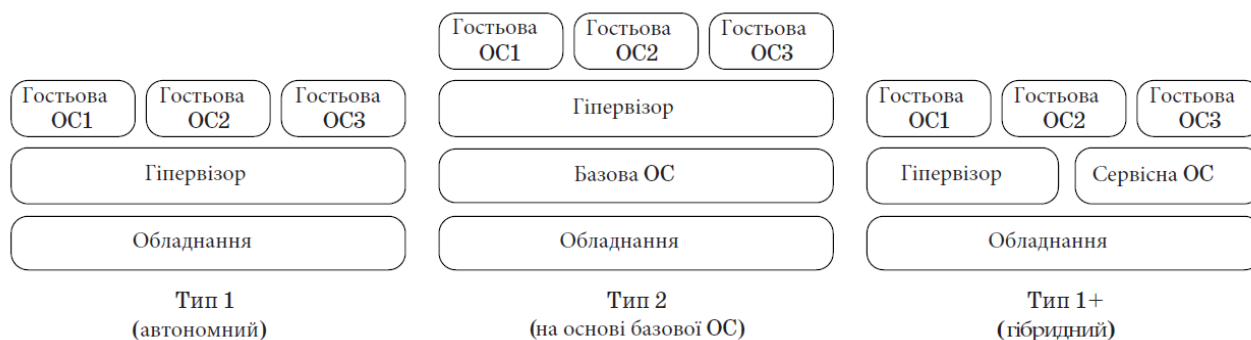 Гостьова
ОС1
Гостьова
ОС2
Гостьова
ОС3
Гіпервізор
Обладнання
Тип 1
(автономний)
Гостьова
ОС1
Гостьова
ОС2
Гостьова
ОС3
Гіпервізор
Базова ОС
Обладнання
Тип 2
(на основі базової ОС)
Гостьова
ОС1
Гостьова
ОС2
Гостьова
ОС3
Гіпервізор
Сервісна ОС
Обладнання
Тип 1+
(гібридний)